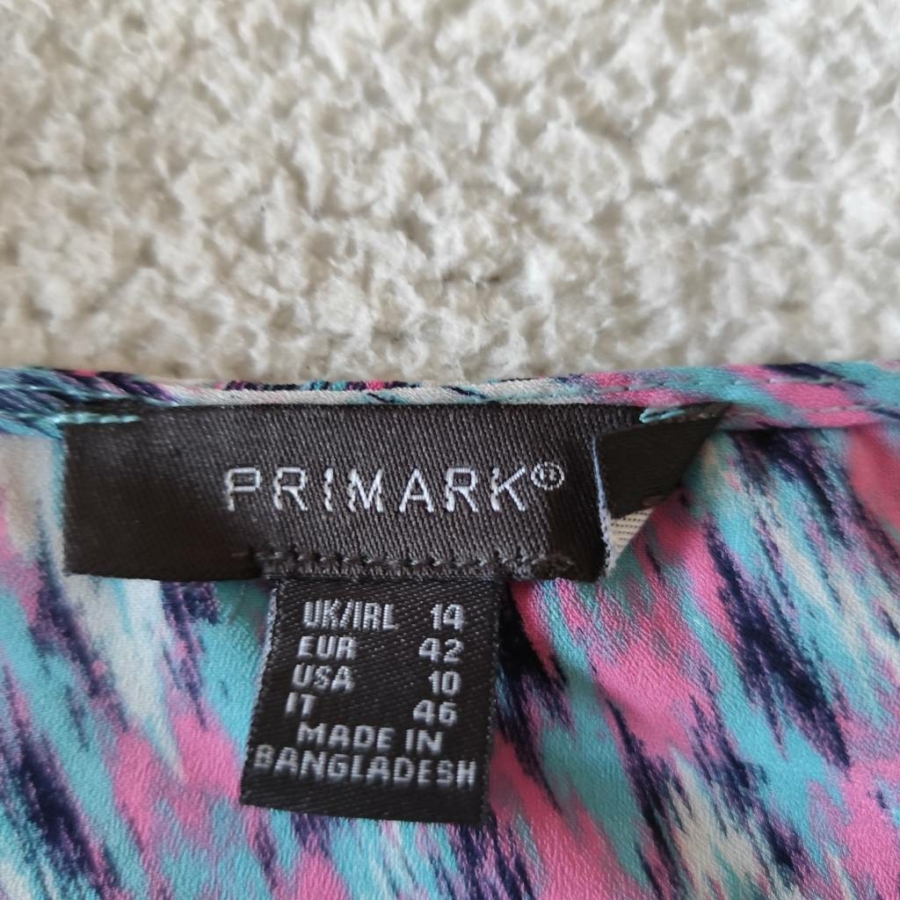 PRIMARK®
UK/IRL 14
EUR 42
USA 10
IT 46
MADE IN
BANGLADESH